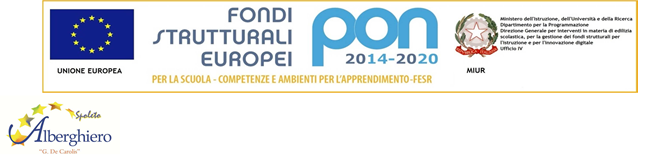 UNIONE EUROPEA
FONDI
STRUTTURALI
EUROPEI
pon
2014-2020
PER LA SCUOLA - COMPETENZE E AMBIENTI PER L'APPRENDIMENTO-FESR
MIUR
Ministero dell'Istruzione, dell'Università e della Ricerca
Dipartimento per la Programmazione
Direzione Generale per interventi in materia di edilizia
scolastica, per la gestione dei fondi strutturali per
l'istruzione e per l'innovazione digitale
Ufficio IV
Spoleto
Alberghiero
"G. De Carolis"